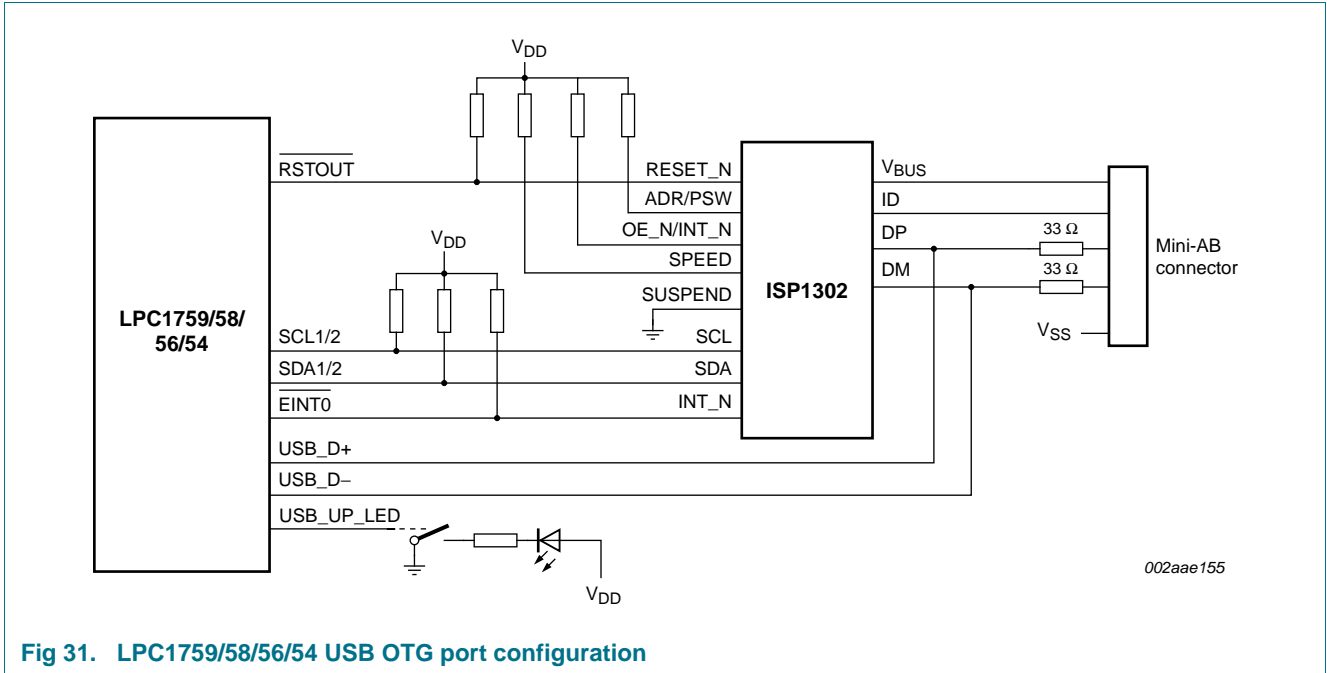 VDD
LPC1759/58/
56/54
RSTOUT
SCL1/2
SDA1/2
EINT0
USB_D+
USB_D−
USB_UP_LED
VDD
VDD
RESET_N
ADR/PSW
OE_N/INT_N
SPEED
SUSPEND
SCL
SDA
INT_N
ISP1302
VBUS
ID
DP
DM
33 Ω
33 Ω
VSS
Mini-AB
connector
002aae155
Fig 31. LPC1759/58/56/54 USB OTG port configuration